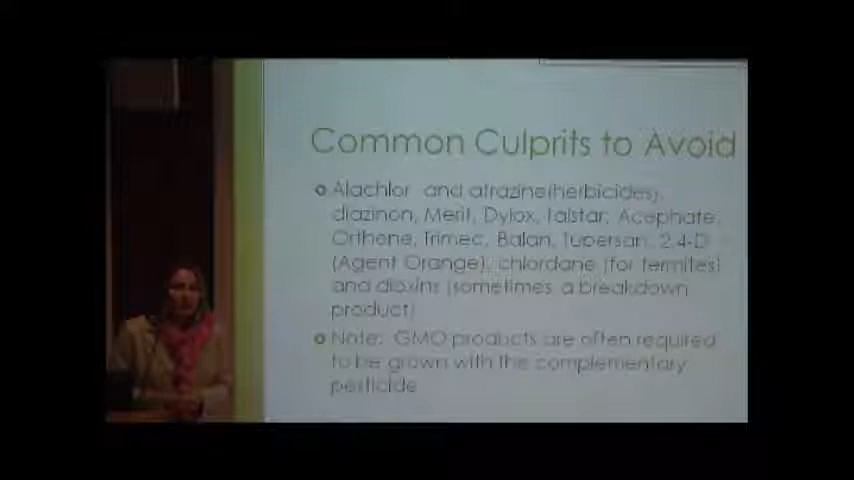 Common Culprits to Avoid
Alachlor and atrazine(herbicides),
diazinon, Merit, Dylox, Talstar, Acephate,
Orthene, Trimec, Balan, Tupersan, 2,4-D
(Agent Orange), chlordane (for termites)
and dioxins (sometimes a breakdown
product)
Note: GMO products are often required
to be grown with the complementary
pesticide